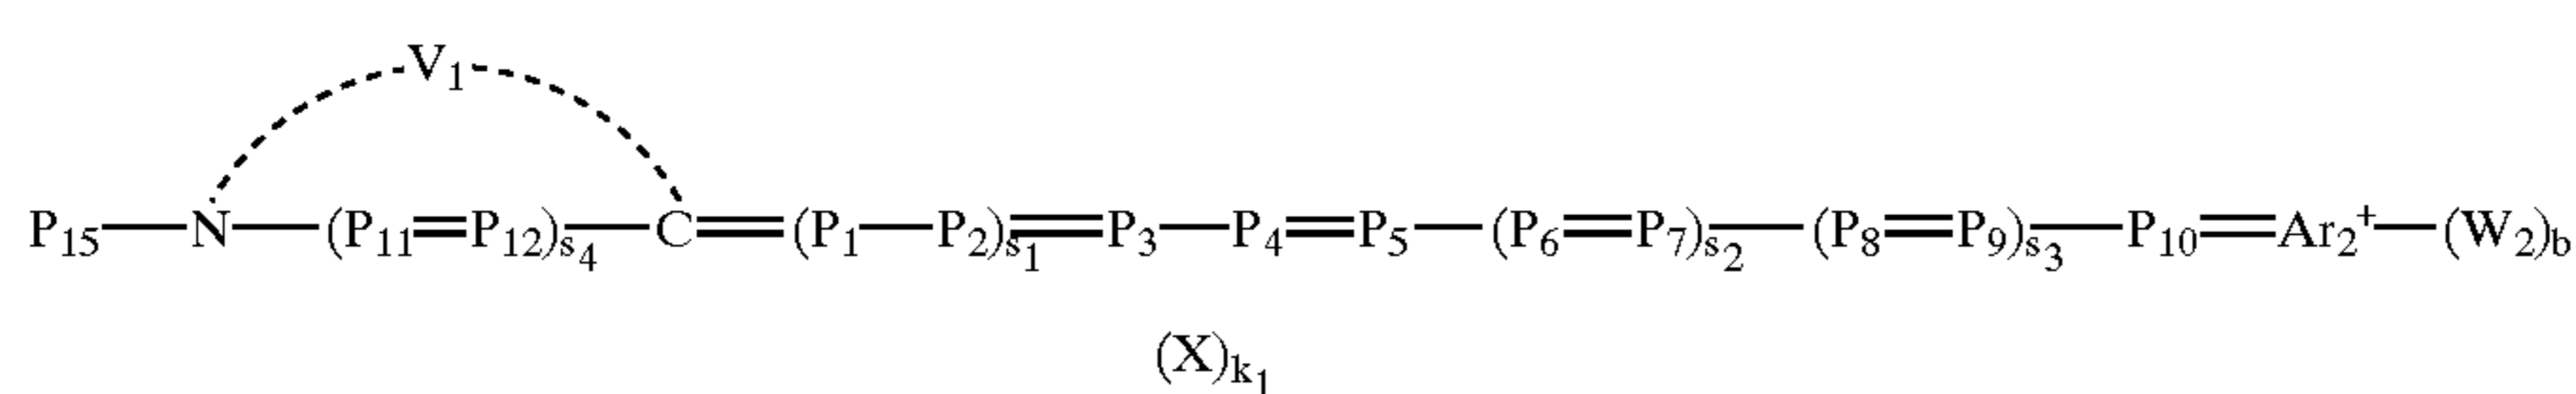 V₁
P₁₅—N—(P₁₁=P₁₂)s₄—C=(P₁—P₂)s₁=P₃—P₄=P₅—(P₆=P₇)s₂—(P₈=P₉)s₃—P₁₀=Ar₂⁺—(W₂)b
(X)k₁